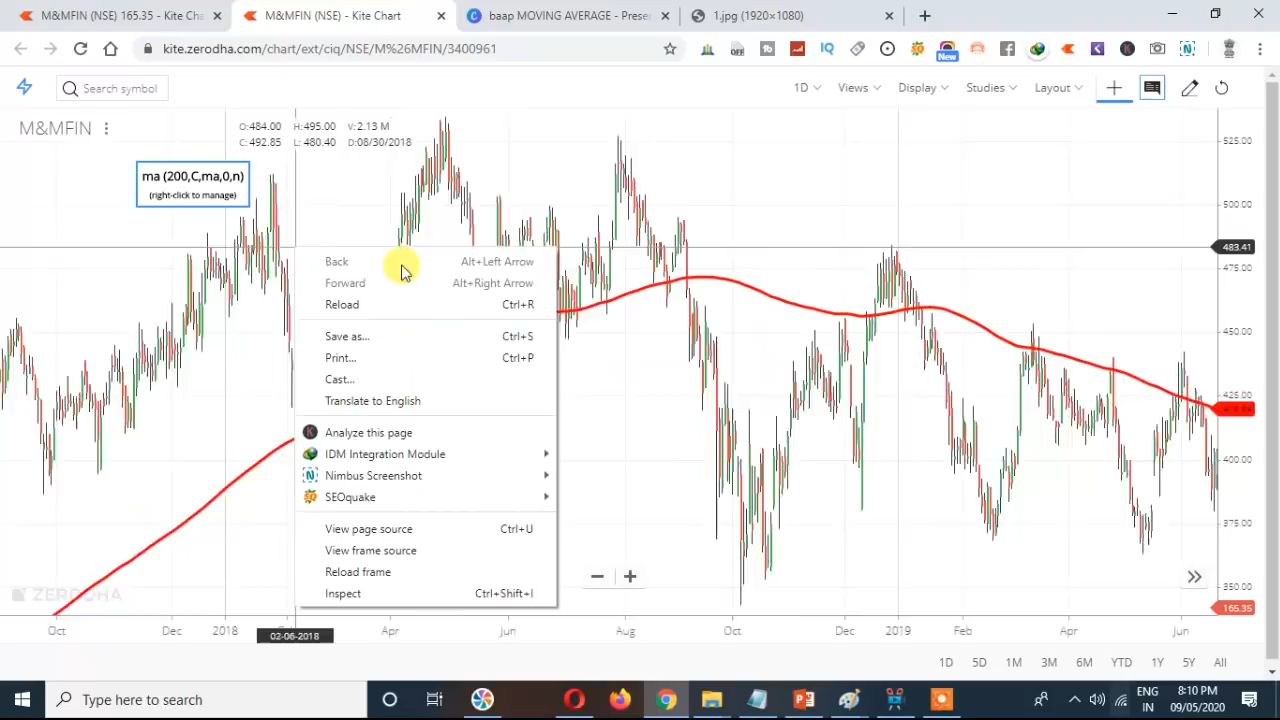 M&MFIN (NSE) 165.35 - Kite Cha
M&MFIN (NSE) - Kite Chart
baap MOVING AVERAGE - Prese
1.jpg (1920×1080)
kite.zerodha.com/chart/ext/ciq/NSE/M%26MFIN/3400961
OFF
IQ
New
Search symbol
1D
Views
Display
Studies
Layout
M&MFIN
O:484.00 H:495.00 V:2.13 M
C:492.85 L: 480.40 D:08/30/2018
ma (200,C,ma,0,n)
(right-click to manage)
Back Alt+Left Arrow
Forward Alt+Right Arrow
Reload Ctrl+R
Save as... Ctrl+S
Print... Ctrl+P
Cast...
Translate to English
Analyze this page
IDM Integration Module
Nimbus Screenshot
SEOquake
View page source Ctrl+U
View frame source
Reload frame
Inspect Ctrl+Shift+I
525.00
500.00
483.41
475.00
450.00
425.00
400.00
375.00
350.00
165.35
ZERODHA
Oct Dec 2018 Apr Jun Aug Oct Dec 2019 Feb Apr Jun
02-06-2018
1D 5D 1M 3M 6M YTD 1Y 5Y All
Type here to search
ENG
IN
8:10 PM
09/05/2020